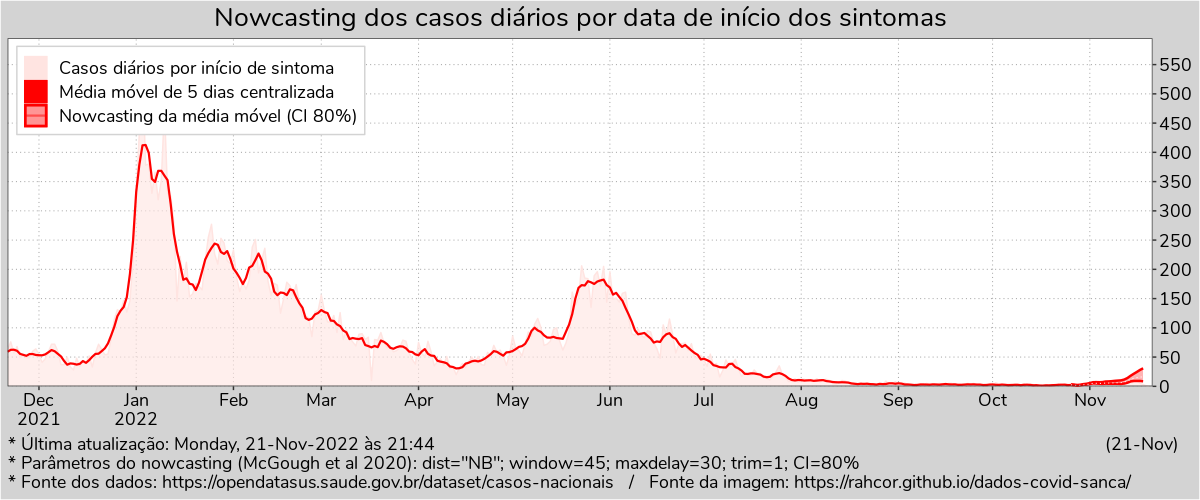 Nowcasting dos casos diários por data de início dos sintomas
Casos diários por início de sintoma
Média móvel de 5 dias centralizada
Nowcasting da média móvel (CI 80%)
550
500
450
400
350
300
250
200
150
100
50
0
Dec Jan Feb Mar Apr May Jun Jul Aug Sep Oct Nov
2021 2022
* Última atualização: Monday, 21-Nov-2022 às 21:44 (21-Nov)
* Parâmetros do nowcasting (McGough et al 2020): dist="NB"; window=45; maxdelay=30; trim=1; CI=80%
* Fonte dos dados: https://opendatasus.saude.gov.br/dataset/casos-nacionais / Fonte da imagem: https://rahcor.github.io/dados-covid-sanca/